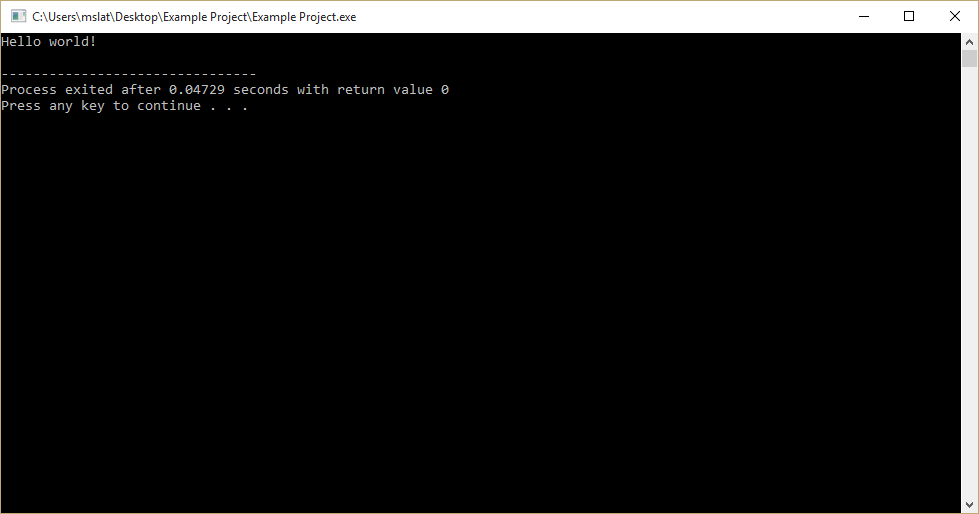 C:\Users\mslat\Desktop\Example Project\Example Project.exe
Hello world!
--------------------------------
Process exited after 0.04729 seconds with return value 0
Press any key to continue . . .